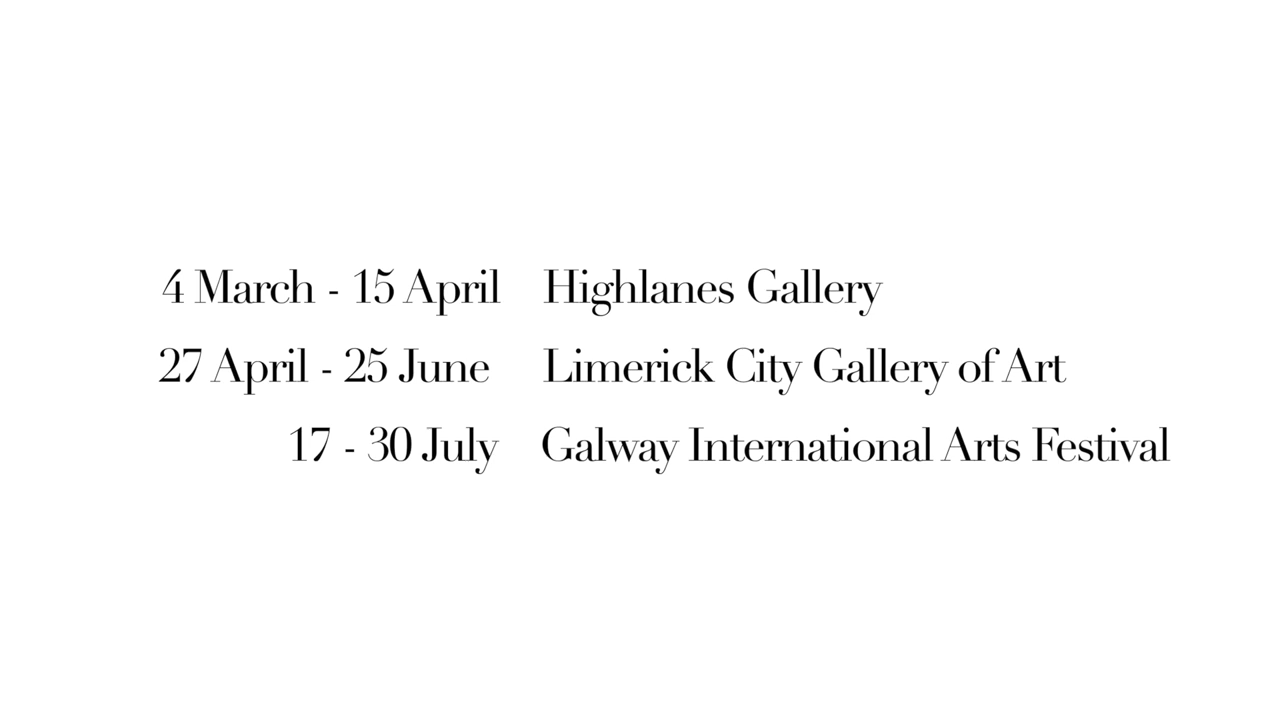 4 March - 15 April Highlanes Gallery
27 April - 25 June Limerick City Gallery of Art
17 - 30 July Galway International Arts Festival